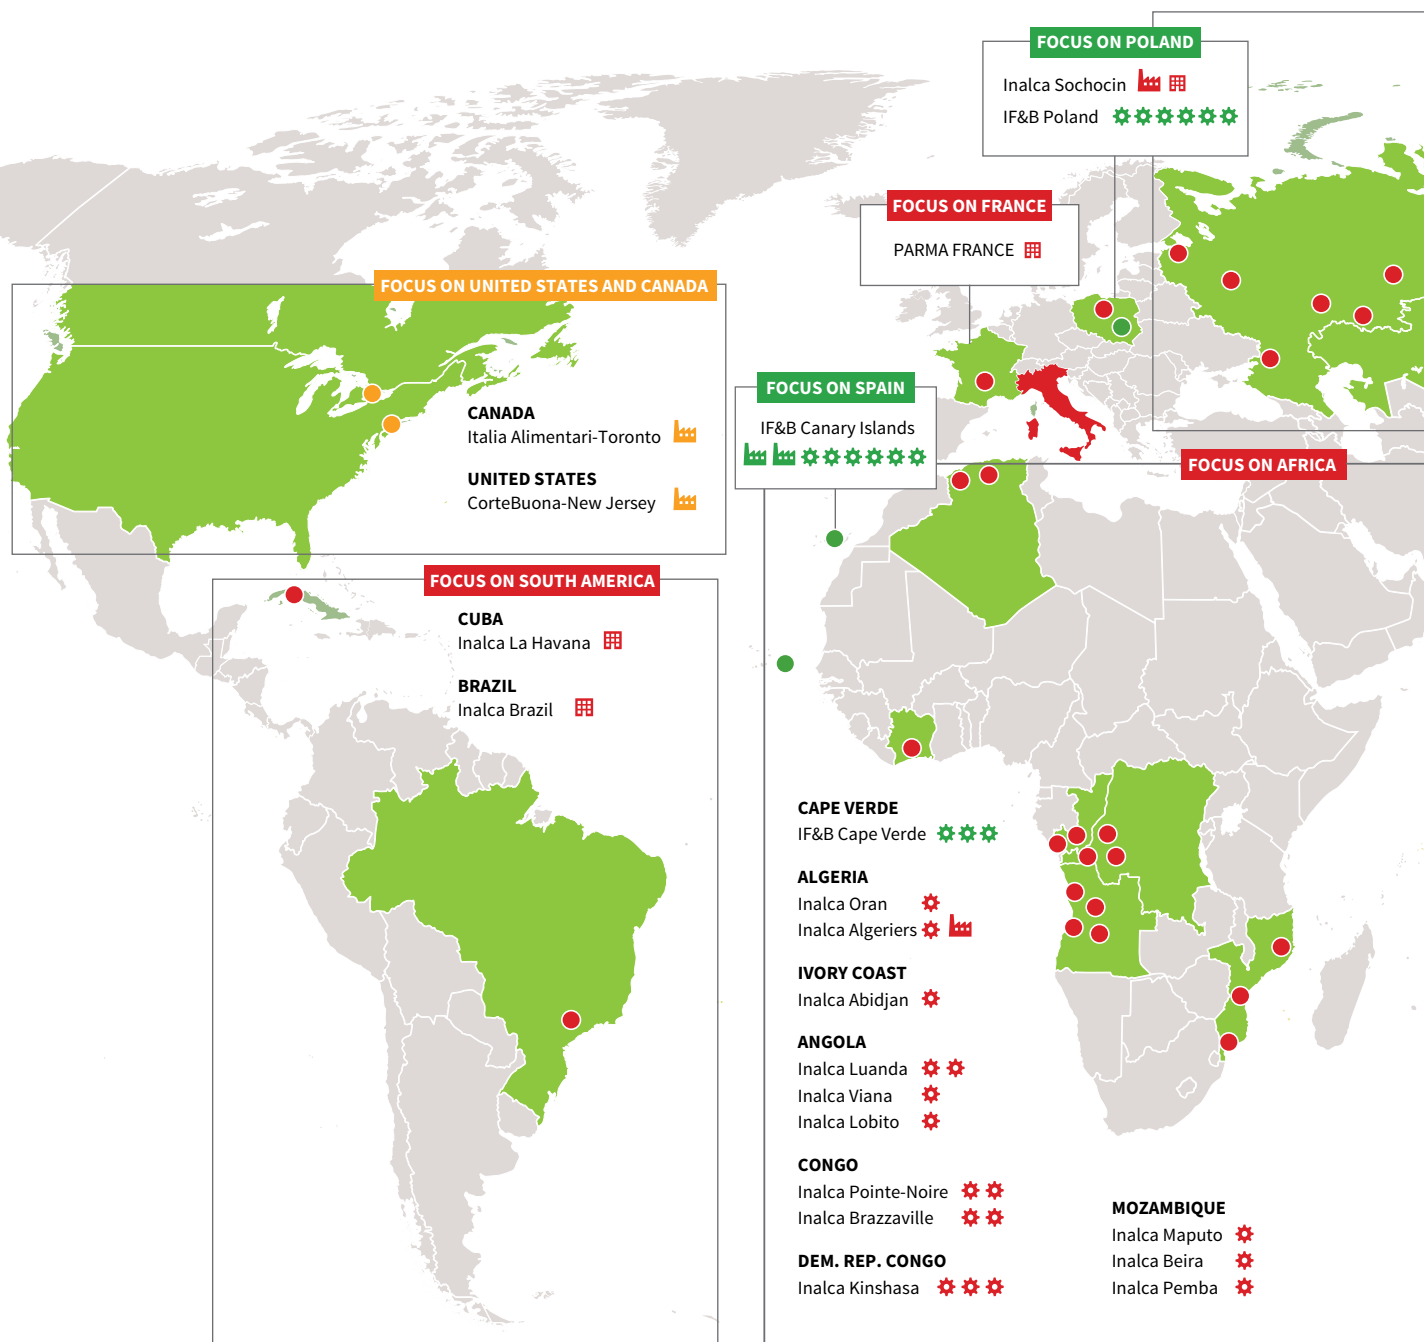 FOCUS ON POLAND
Inalca Sochocin
IF&B Poland
FOCUS ON FRANCE
PARMA FRANCE
FOCUS ON UNITED STATES AND CANADA
CANADA
Italia Alimentari-Toronto
UNITED STATES
CorteBuona-New Jersey
FOCUS ON SPAIN
IF&B Canary Islands
FOCUS ON AFRICA
FOCUS ON SOUTH AMERICA
CUBA
Inalca La Havana
BRAZIL
Inalca Brazil
CAPE VERDE
IF&B Cape Verde
ALGERIA
Inalca Oran
Inalca Algeriers
IVORY COAST
Inalca Abidjan
ANGOLA
Inalca Luanda
Inalca Viana
Inalca Lobito
CONGO
Inalca Pointe-Noire
Inalca Brazzaville
DEM. REP. CONGO
Inalca Kinshasa
MOZAMBIQUE
Inalca Maputo
Inalca Beira
Inalca Pemba